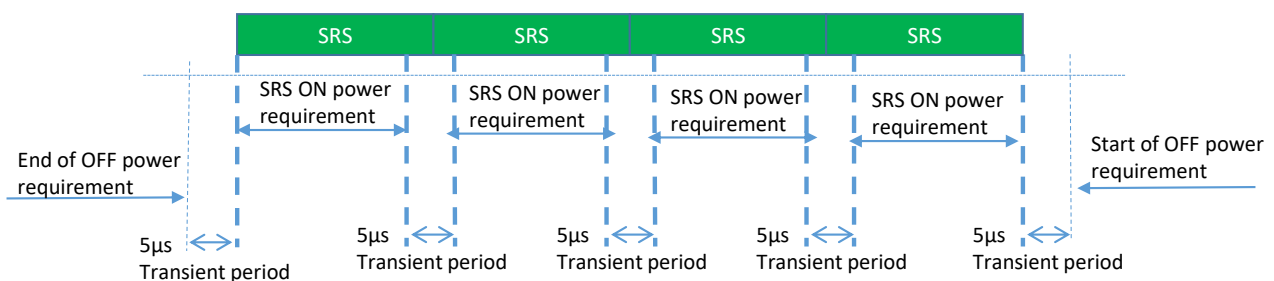 SRS
SRS
SRS
SRS
SRS ON power
requirement
SRS ON power
requirement
SRS ON power
requirement
SRS ON power
requirement
End of OFF power
requirement
Start of OFF power
requirement
5µs
Transient period
5µs
Transient period
5µs
Transient period
5µs
Transient period
5µs
Transient period